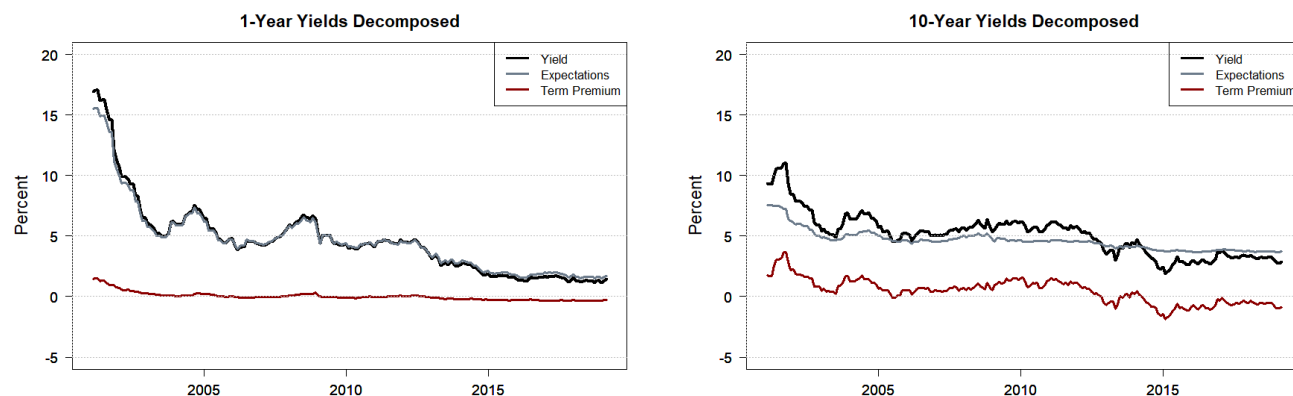 1-Year Yields Decomposed
Percent
20
15
10
5
0
-5
Yield
Expectations
Term Premium
2005
2010
2015
10-Year Yields Decomposed
Percent
20
15
10
5
0
-5
Yield
Expectations
Term Premium
2005
2010
2015